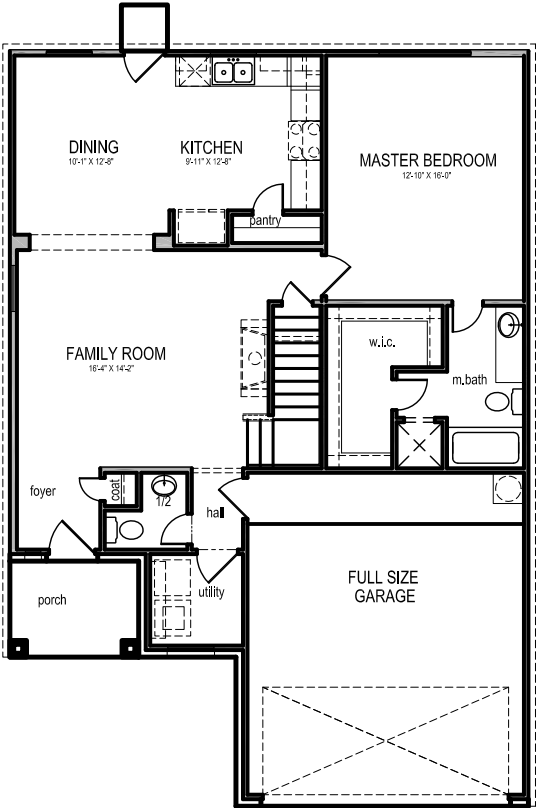 DINING
10'-1" X 12'-8"
KITCHEN
9'-11" X 12'-8"
MASTER BEDROOM
12'-10" X 16'-0"
pantry
FAMILY ROOM
16'-4" X 14'-2"
w.i.c.
m.bath
foyer
coat
1/2
hall
porch
utility
FULL SIZE
GARAGE